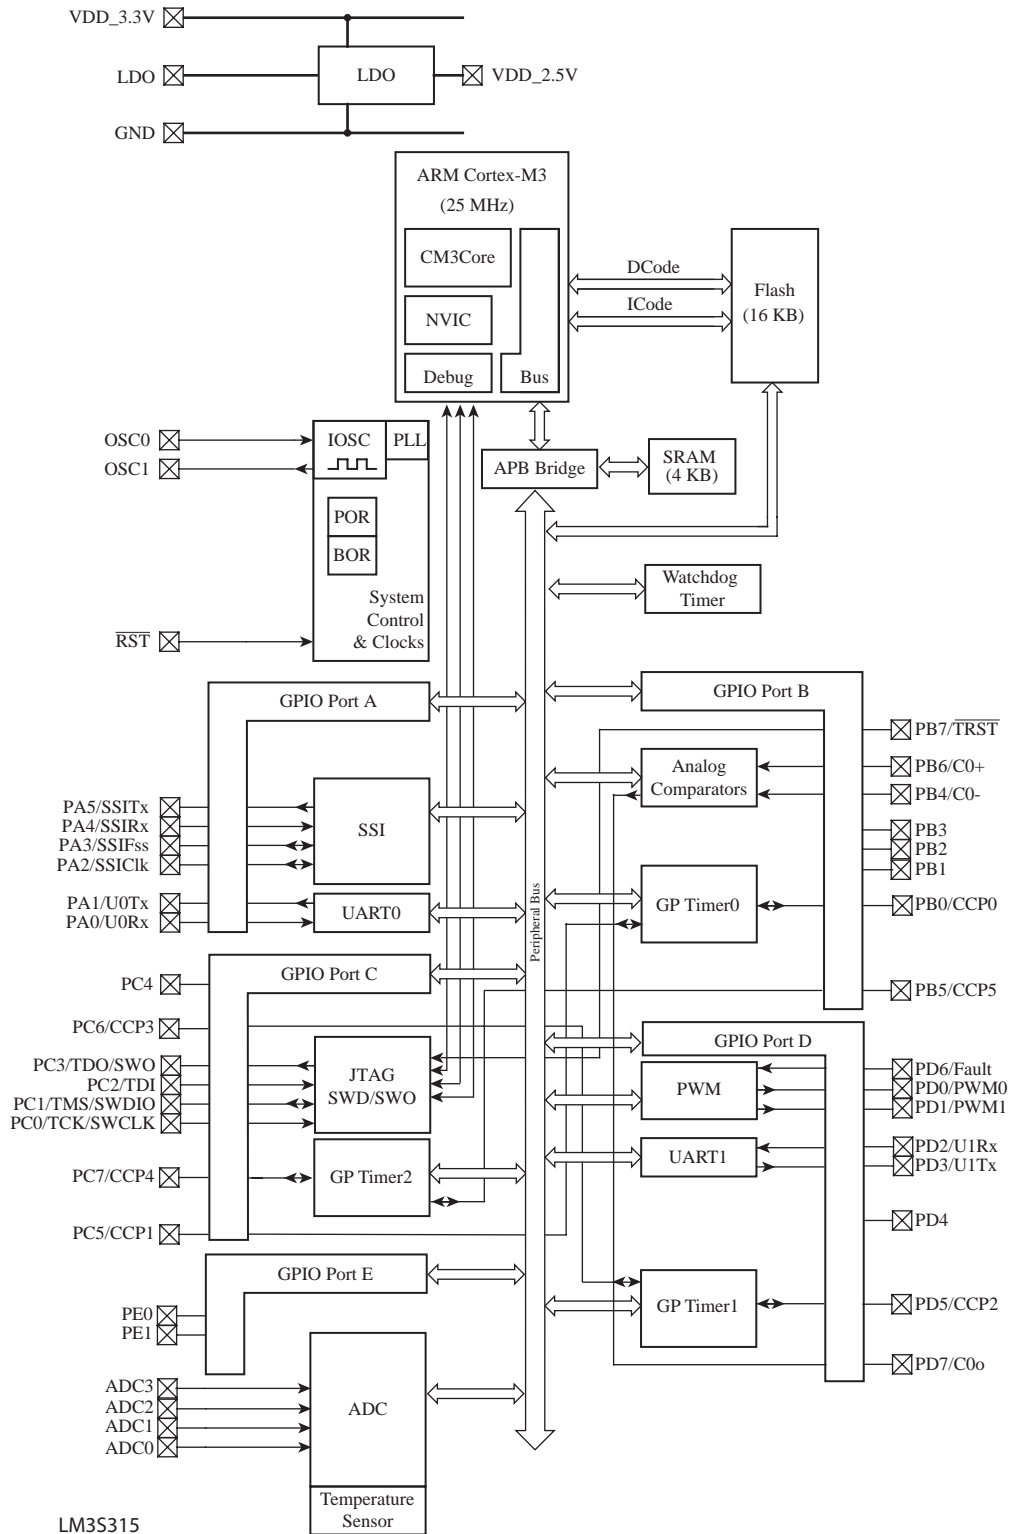 VDD_3.3V
LDO
LDO
VDD_2.5V
GND
ARM Cortex-M3
(25 MHz)
CM3Core
NVIC
Debug
Bus
DCode
ICode
Flash
(16 KB)
OSC0
OSC1
IOSC
PLL
POR
BOR
System
Control
& Clocks
RST
APB Bridge
SRAM
(4 KB)
Watchdog
Timer
Peripheral Bus
GPIO Port A
PA5/SSITx
PA4/SSIRx
PA3/SSIFss
PA2/SSIClk
SSI
PA1/U0Tx
PA0/U0Rx
UART0
GPIO Port B
PB7/TRST
Analog
Comparators
PB6/C0+
PB4/C0-
PB3
PB2
PB1
GP Timer0
PB0/CCP0
PB5/CCP5
GPIO Port C
PC4
PC6/CCP3
PC3/TDO/SWO
PC2/TDI
PC1/TMS/SWDIO
PC0/TCK/SWCLK
JTAG
SWD/SWO
PC7/CCP4
GP Timer2
PC5/CCP1
GPIO Port D
PWM
PD6/Fault
PD0/PWM0
PD1/PWM1
UART1
PD2/U1Rx
PD3/U1Tx
PD4
GP Timer1
PD5/CCP2
PD7/C0o
GPIO Port E
PE0
PE1
ADC3
ADC2
ADC1
ADC0
ADC
Temperature
Sensor
LM3S315